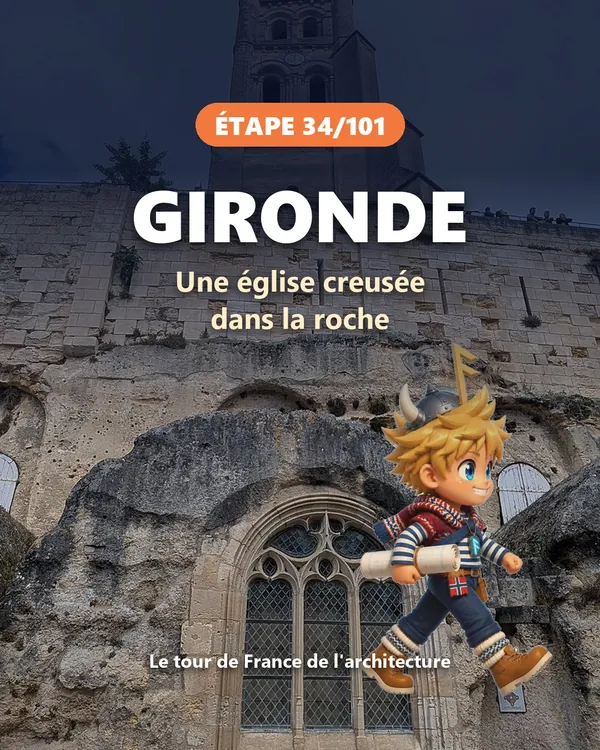 ÉTAPE 34/101
GIRONDE
Une église creusée
dans la roche
Le tour de France de l'architecture